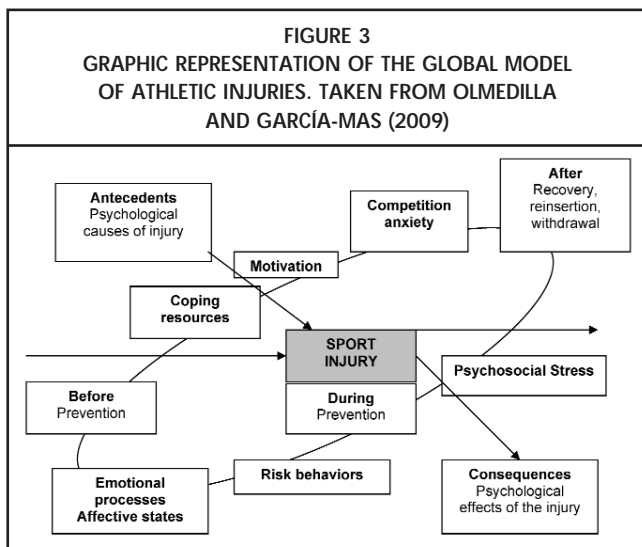 FIGURE 3
GRAPHIC REPRESENTATION OF THE GLOBAL MODEL
OF ATHLETIC INJURIES. TAKEN FROM OLMEDILLA
AND GARCÍA-MAS (2009)
Antecedents
Psychological
causes of injury
Competition
anxiety
After
Recovery,
reinsertion,
withdrawal
Motivation
Coping
resources
SPORT
INJURY
Psychosocial Stress
Before
Prevention
During
Prevention
Emotional
processes
Affective states
Risk behaviors
Consequences
Psychological
effects of the injury